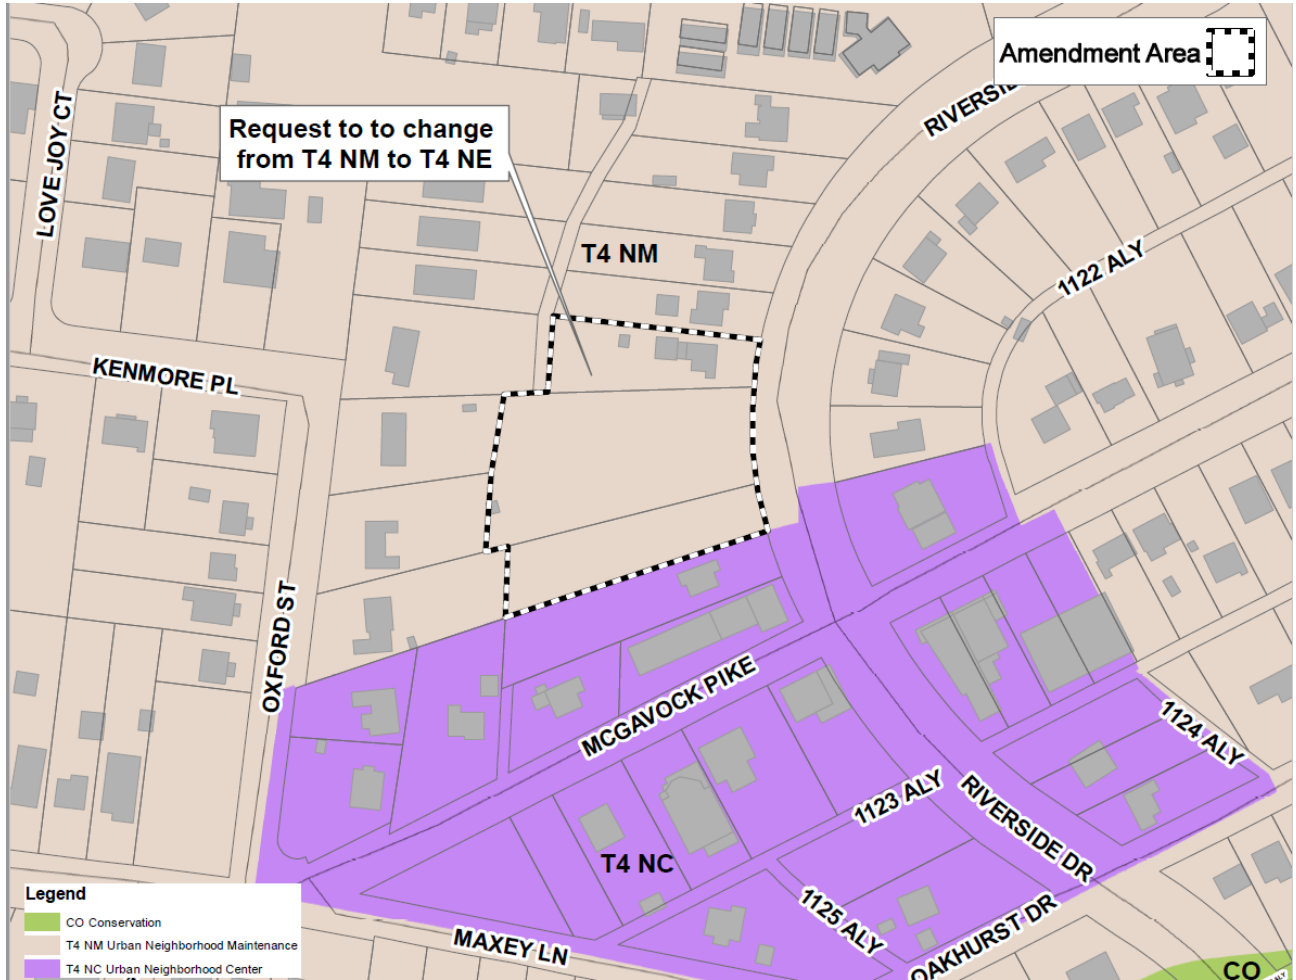 Amendment Area
RIVERSI
Request to to change
from T4 NM to T4 NE
LOVE JOY CT
T4 NM
1122 ALY
KENMORE PL
OXFORD ST
MCGAVOCK PIKE
1124 ALY
1123 ALY
RIVERSIDE DR
T4 NC
1125 ALY
OAKHURST DR
MAXEY LN
CO
ALY
Legend
CO Conservation
T4 NM Urban Neighborhood Maintenance
T4 NC Urban Neighborhood Center